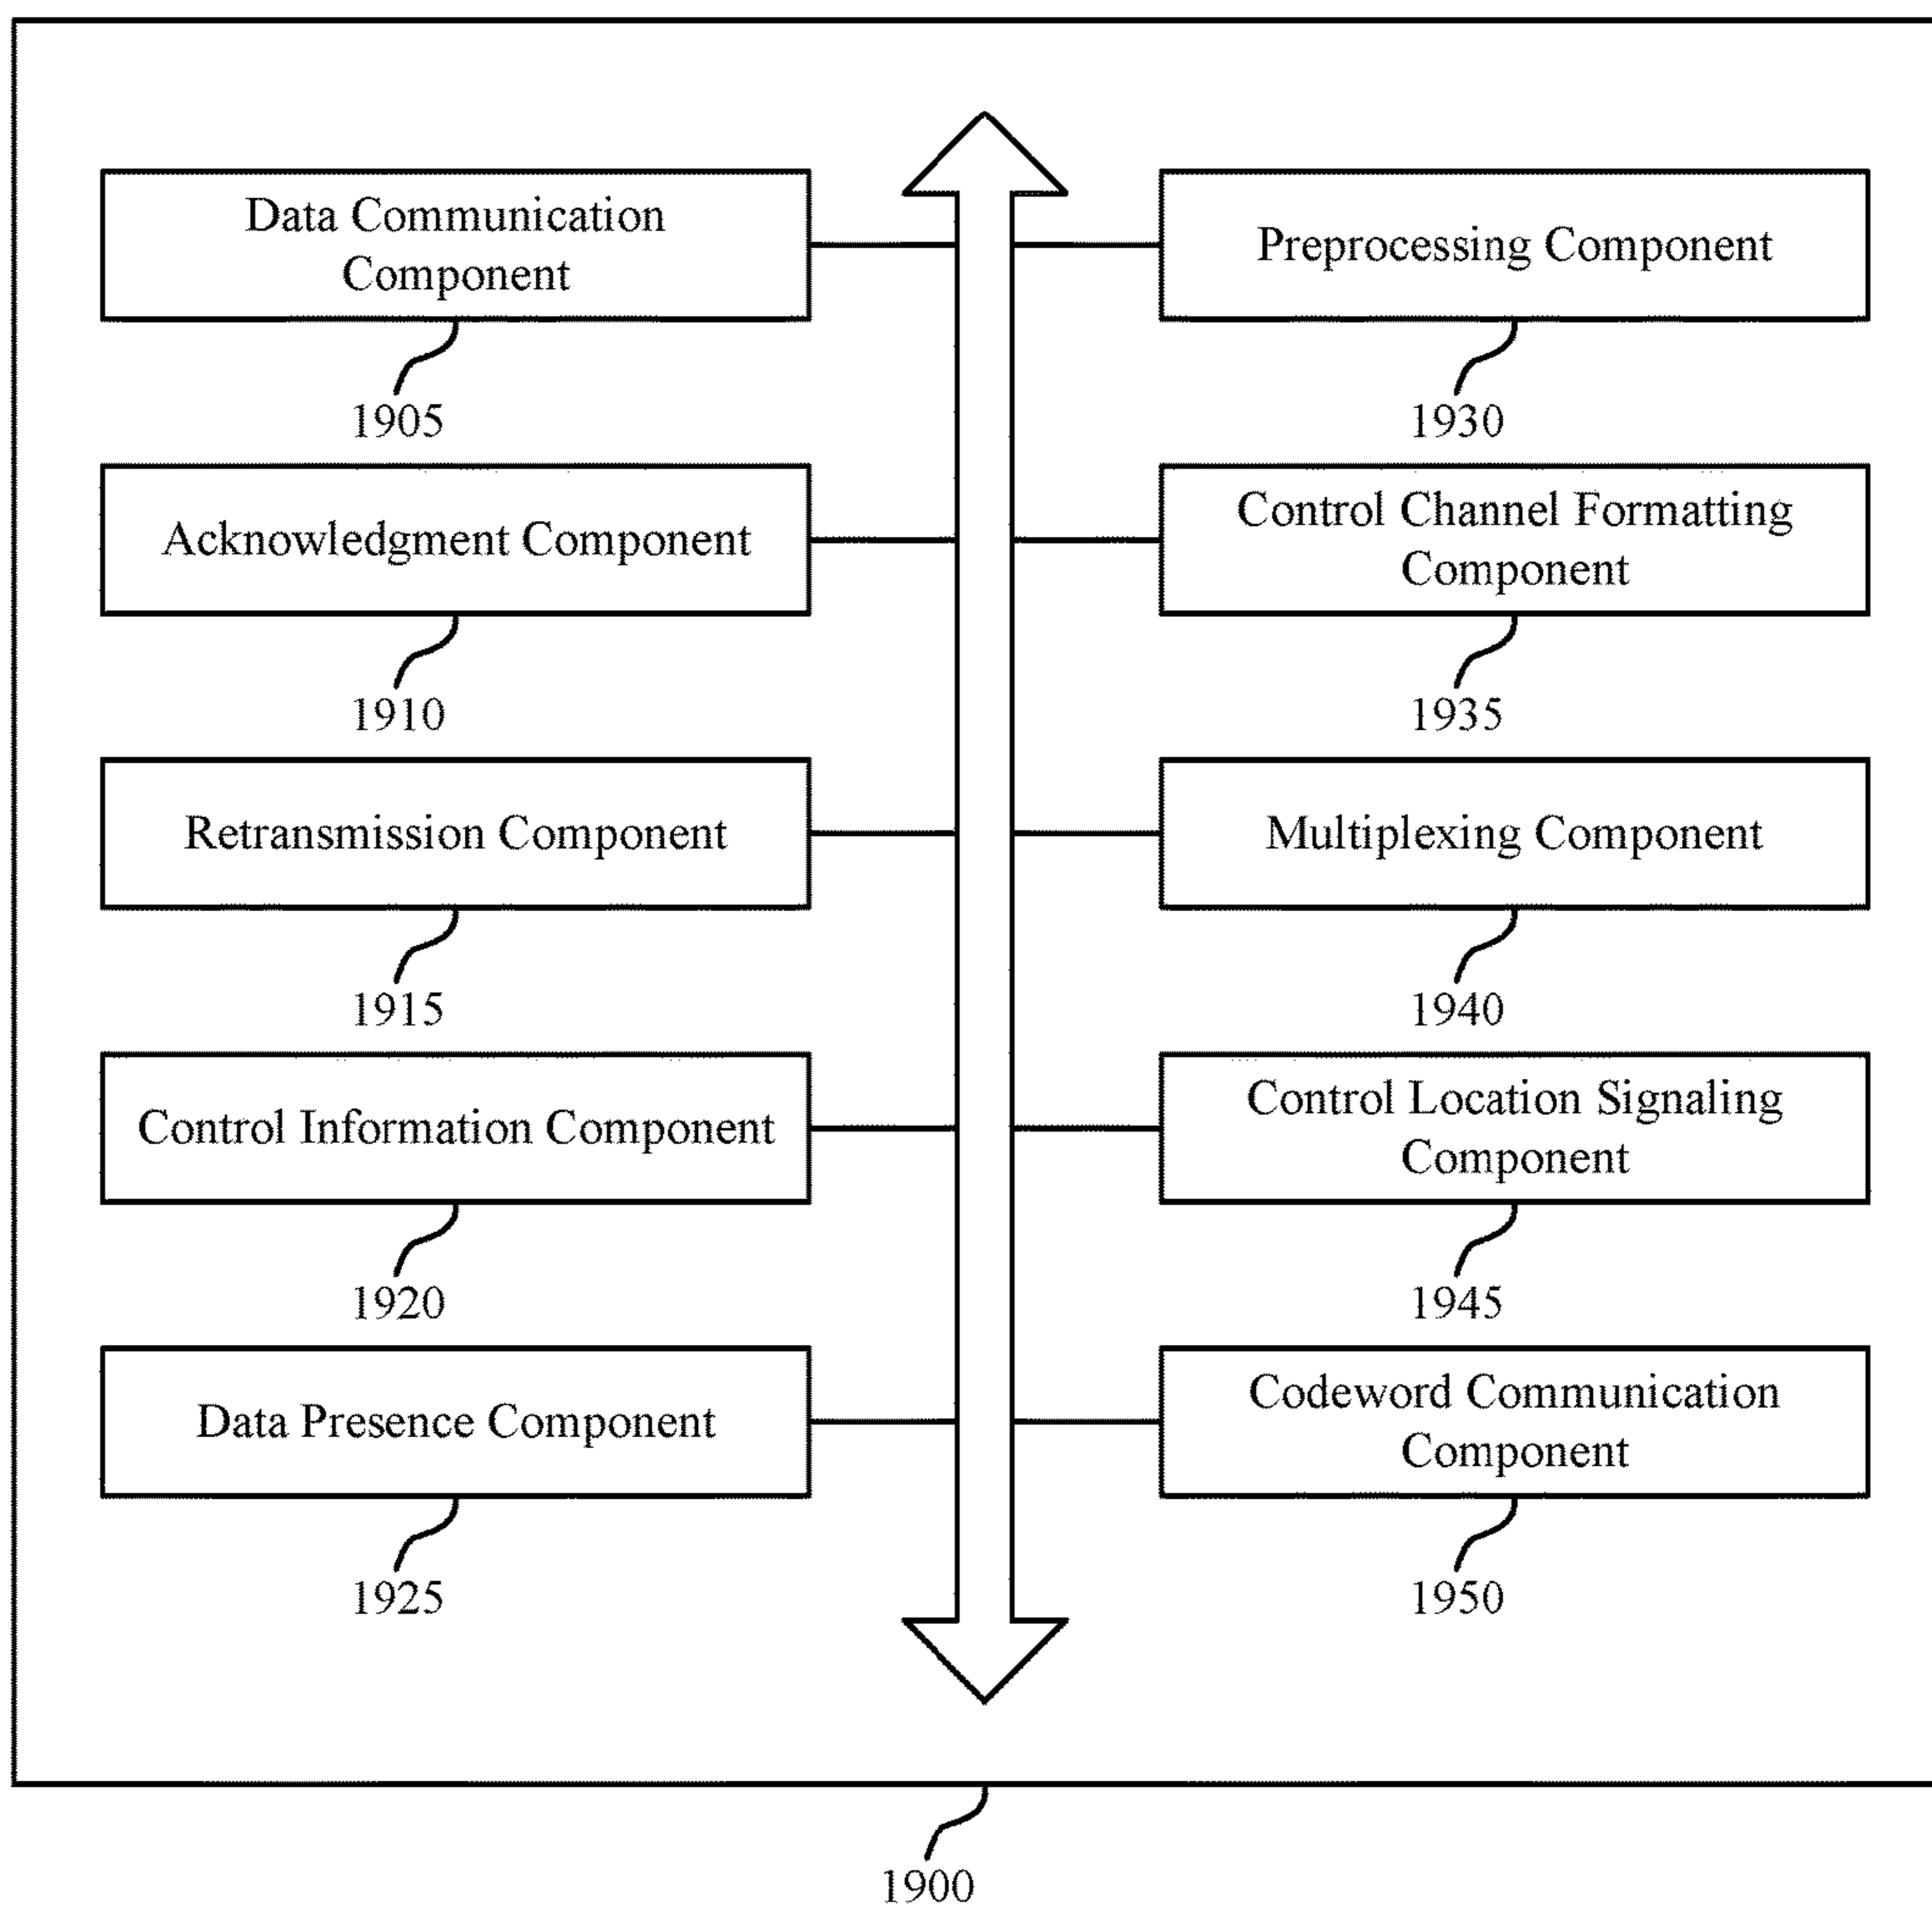 Data Communication
Component
1905
Acknowledgment Component
1910
Retransmission Component
1915
Control Information Component
1920
Data Presence Component
1925
Preprocessing Component
1930
Control Channel Formatting
Component
1935
Multiplexing Component
1940
Control Location Signaling
Component
1945
Codeword Communication
Component
1950
1900